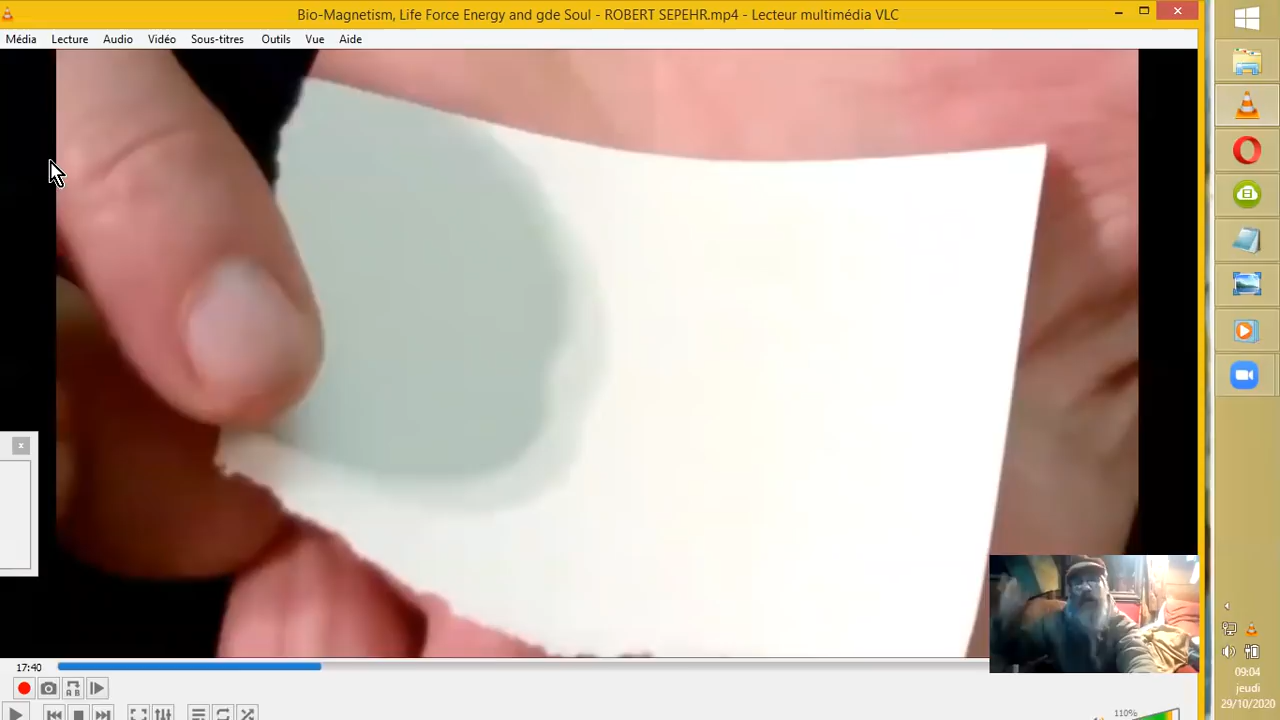 Bio-Magnetism, Life Force Energy and gde Soul - ROBERT SEPEHR.mp4 - Lecteur multimédia VLC
Média Lecture Audio Vidéo Sous-titres Outils Vue Aide
17:40
110%
09:04
jeudi
29/10/2020